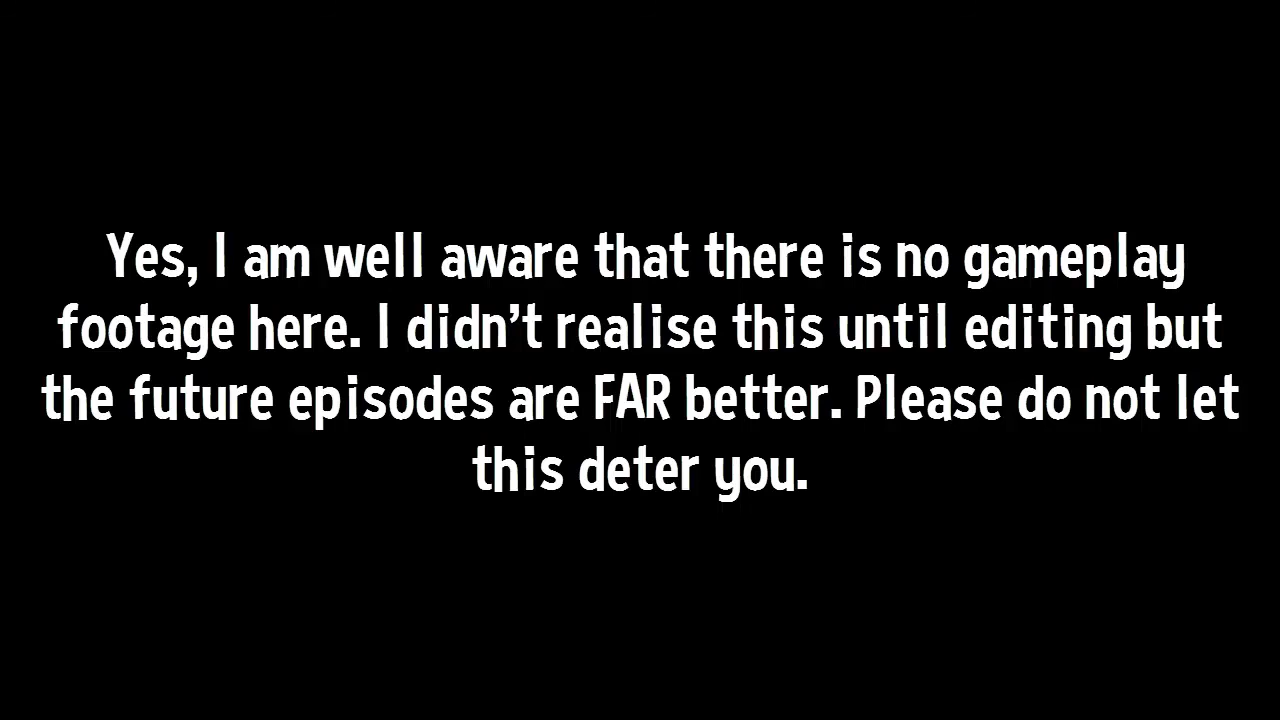 Yes, I am well aware that there is no gameplay
footage here. I didn't realise this until editing but
the future episodes are FAR better. Please do not let
this deter you.